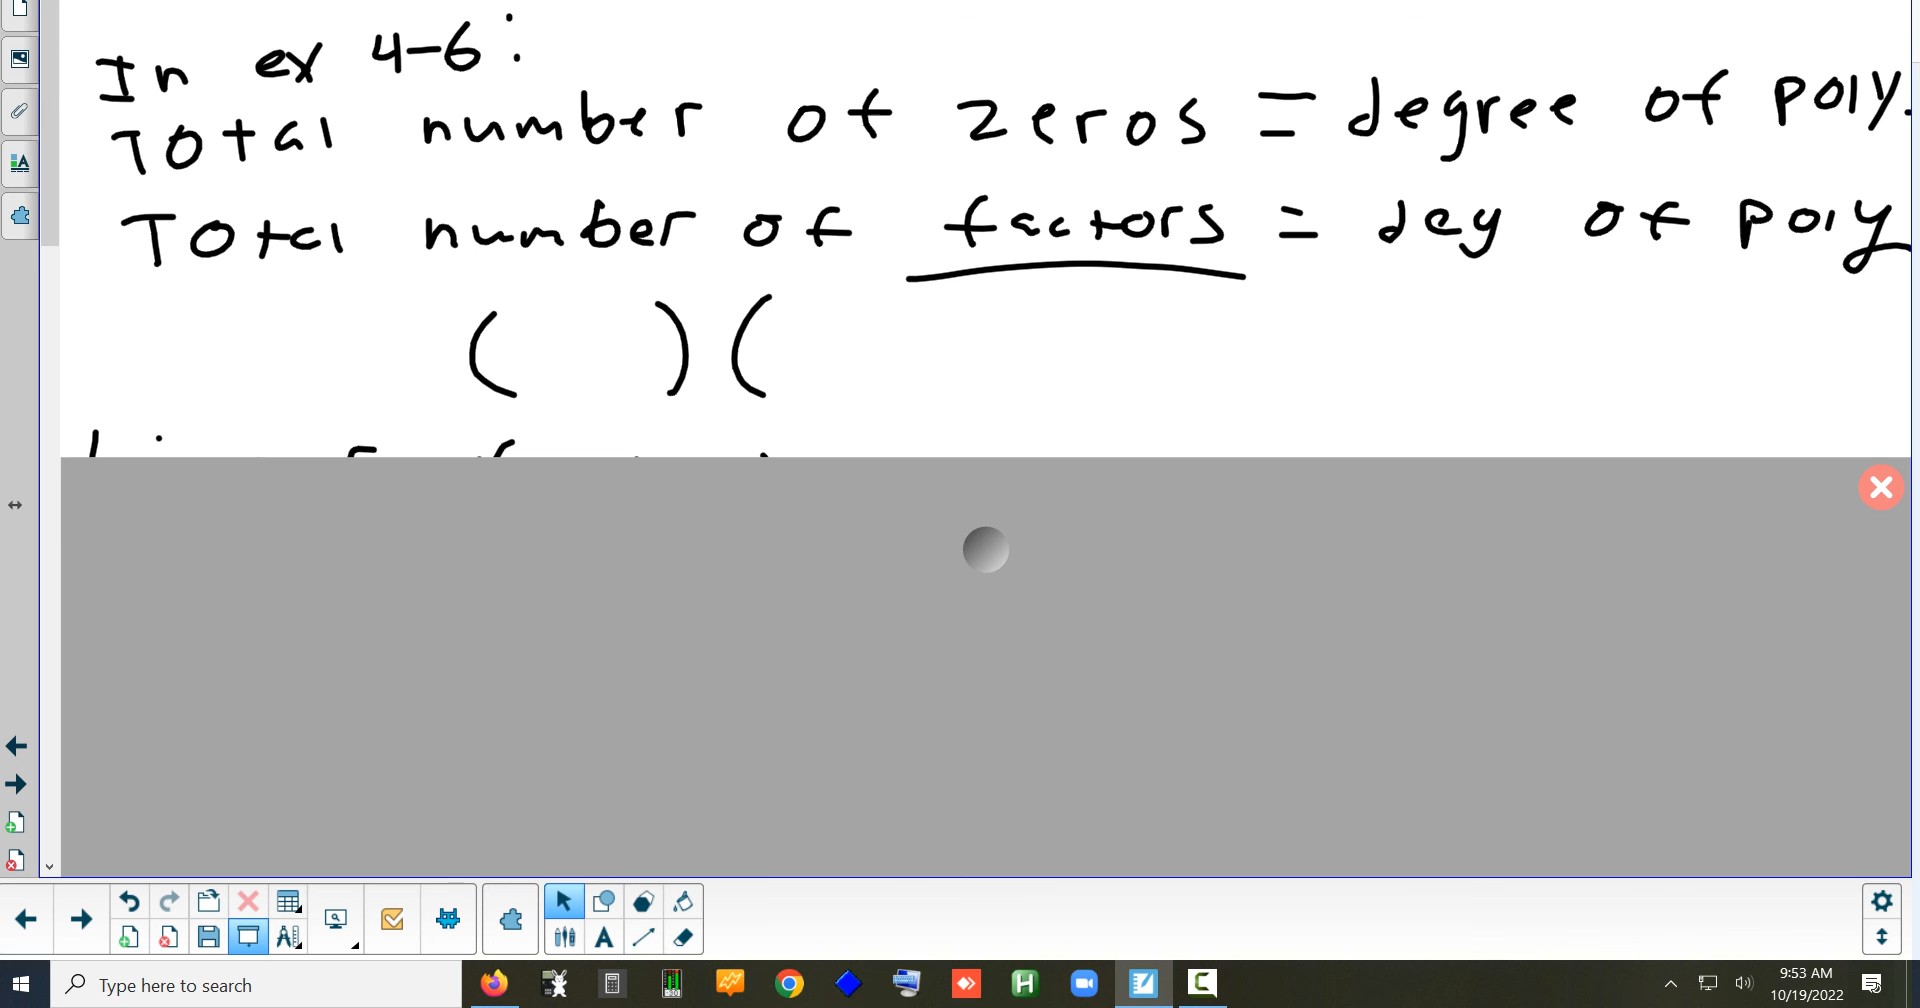 In ex 4-6:
Total number of zeros = degree of poly.
Total number of factors = deg of poly
(    ) (
Type here to search
9:53 AM
10/19/2022